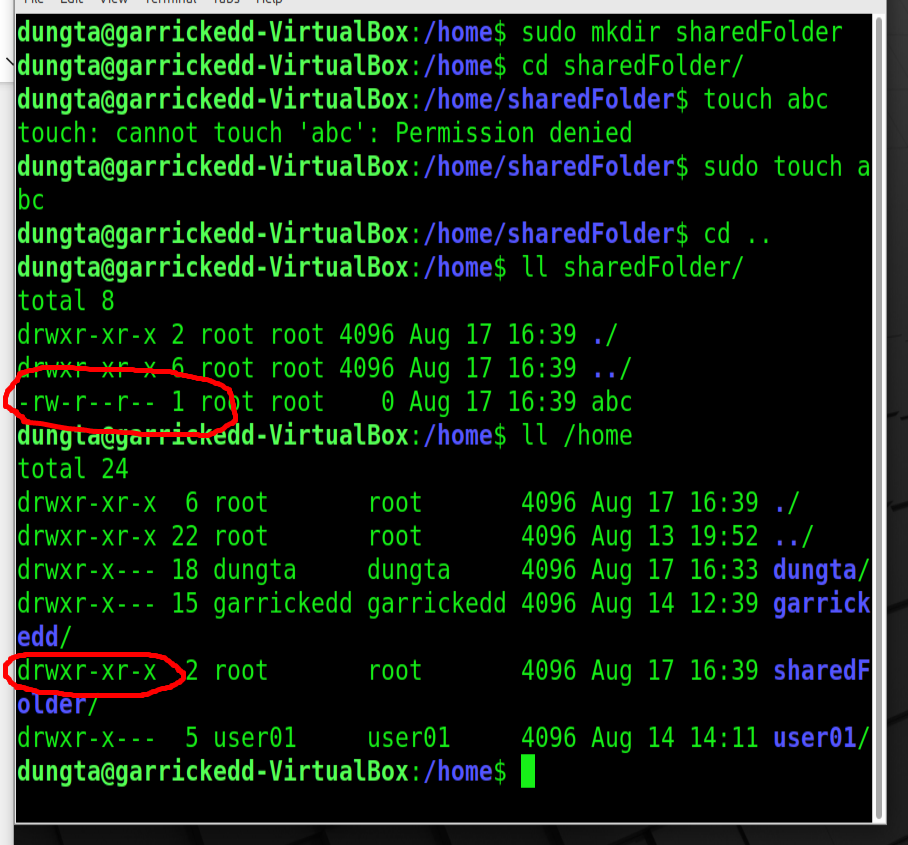 File Edit View Terminal Tabs Help
dungta@garrickedd-VirtualBox:/home$ sudo mkdir sharedFolder
dungta@garrickedd-VirtualBox:/home$ cd sharedFolder/
dungta@garrickedd-VirtualBox:/home/sharedFolder$ touch abc
touch: cannot touch 'abc': Permission denied
dungta@garrickedd-VirtualBox:/home/sharedFolder$ sudo touch a
bc
dungta@garrickedd-VirtualBox:/home/sharedFolder$ cd ..
dungta@garrickedd-VirtualBox:/home$ ll sharedFolder/
total 8
drwxr-xr-x 2 root root 4096 Aug 17 16:39 ./
drwxr-xr-x 6 root root 4096 Aug 17 16:39 ../
-rw-r--r-- 1 root root    0 Aug 17 16:39 abc
dungta@garrickedd-VirtualBox:/home$ ll /home
total 24
drwxr-xr-x  6 root       root       4096 Aug 17 16:39 ./
drwxr-xr-x 22 root       root       4096 Aug 13 19:52 ../
drwxr-x--- 18 dungta     dungta     4096 Aug 17 16:33 dungta/
drwxr-x--- 15 garrickedd garrickedd 4096 Aug 14 12:39 garrick
edd/
drwxr-xr-x  2 root       root       4096 Aug 17 16:39 sharedF
older/
drwxr-x---  5 user01     user01     4096 Aug 14 14:11 user01/
dungta@garrickedd-VirtualBox:/home$